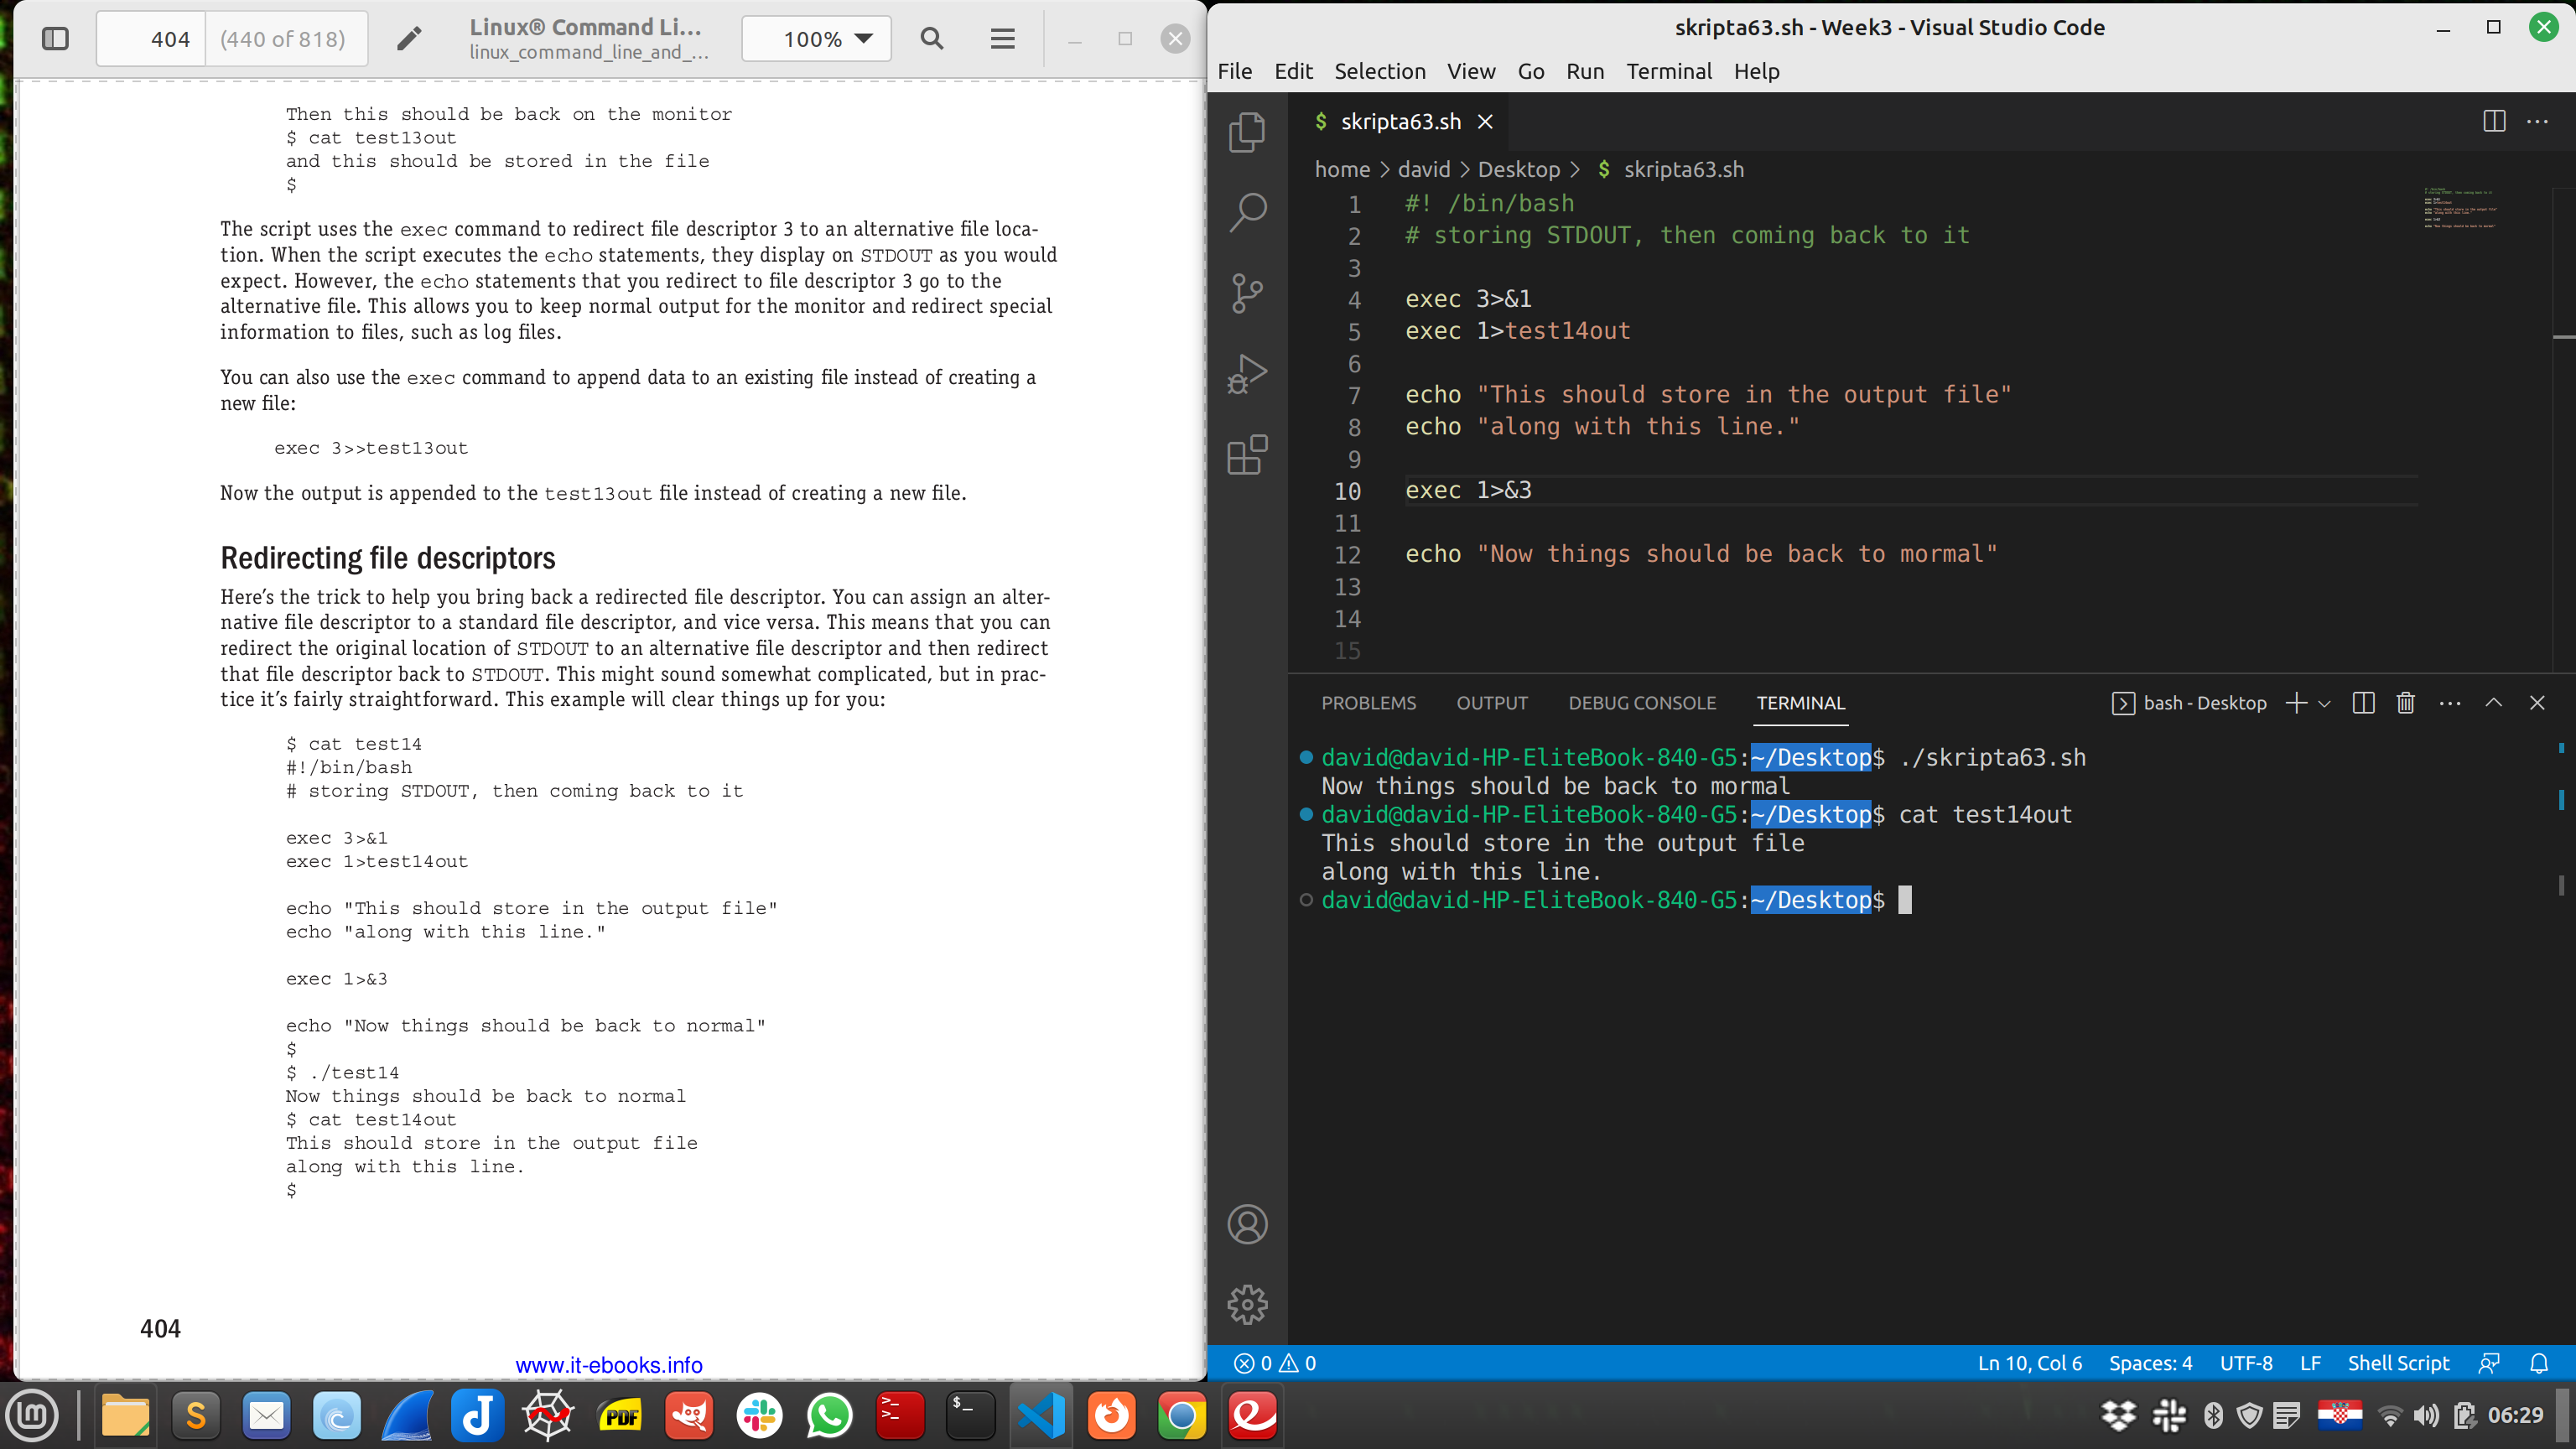 404
(440 of 818)
Linux® Command Li...
linux_command_line_and_...
100%
Then this should be back on the monitor
$ cat test13out
and this should be stored in the file
$
The script uses the exec command to redirect file descriptor 3 to an alternative file loca-
tion. When the script executes the echo statements, they display on STDOUT as you would
expect. However, the echo statements that you redirect to file descriptor 3 go to the
alternative file. This allows you to keep normal output for the monitor and redirect special
information to files, such as log files.
You can also use the exec command to append data to an existing file instead of creating a
new file:
exec 3>>test13out
Now the output is appended to the test13out file instead of creating a new file.
Redirecting file descriptors
Here's the trick to help you bring back a redirected file descriptor. You can assign an alter-
native file descriptor to a standard file descriptor, and vice versa. This means that you can
redirect the original location of STDOUT to an alternative file descriptor and then redirect
that file descriptor back to STDOUT. This might sound somewhat complicated, but in prac-
tice it's fairly straightforward. This example will clear things up for you:
$ cat test14
#!/bin/bash
# storing STDOUT, then coming back to it
exec 3>&1
exec 1>test14out
echo "This should store in the output file"
echo "along with this line."
exec 1>&3
echo "Now things should be back to normal"
$
$ ./test14
Now things should be back to normal
$ cat test14out
This should store in the output file
along with this line.
$
404
www.it-ebooks.info
skripta63.sh - Week3 - Visual Studio Code
File Edit Selection View Go Run Terminal Help
$ skripta63.sh
home > david > Desktop > $ skripta63.sh
1 #! /bin/bash
2 # storing STDOUT, then coming back to it
3
4 exec 3>&1
5 exec 1>test14out
6
7 echo "This should store in the output file"
8 echo "along with this line."
9
10 exec 1>&3
11
12 echo "Now things should be back to mormal"
13
14
15
PROBLEMS OUTPUT DEBUG CONSOLE TERMINAL
bash - Desktop
david@david-HP-EliteBook-840-G5:~/Desktop$ ./skripta63.sh
Now things should be back to mormal
david@david-HP-EliteBook-840-G5:~/Desktop$ cat test14out
This should store in the output file
along with this line.
david@david-HP-EliteBook-840-G5:~/Desktop$
0 0
Ln 10, Col 6 Spaces: 4 UTF-8 LF Shell Script
S
PDF
$_
06:29